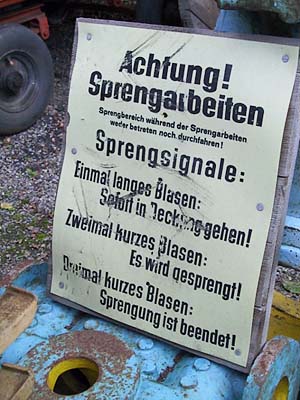 Achtung!
Sprengarbeiten
Sprengbereich während der Sprengarbeiten
weder betreten noch durchfahren!
Sprengsignale:
Einmal langes Blasen:
Sofort in Deckung gehen!
Zweimal kurzes Blasen:
Es wird gesprengt!
Dreimal kurzes Blasen:
Sprengung ist beendet!